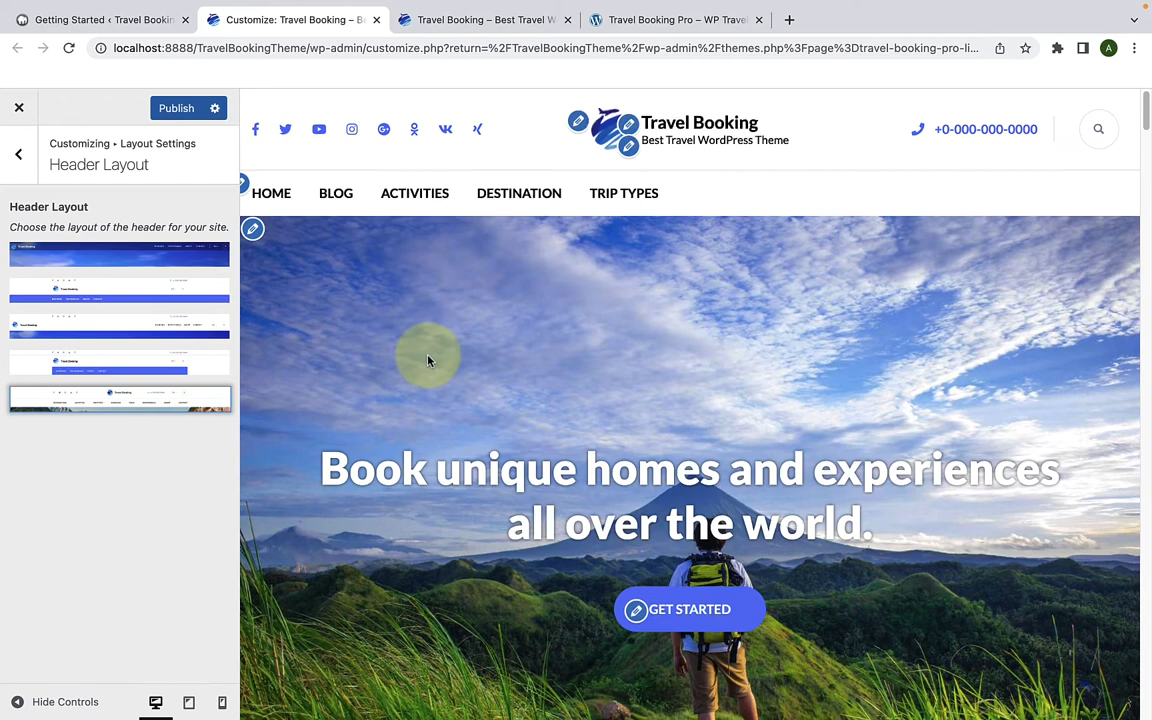 Getting Started ‹ Travel Bookin
Customize: Travel Booking – B
Travel Booking – Best Travel W
Travel Booking Pro – WP Trave
localhost:8888/TravelBookingTheme/wp-admin/customize.php?return=%2FTravelBookingTheme%2Fwp-admin%2Fthemes.php%3Fpage%3Dtravel-booking-pro-li...
A
Publish
Customizing ▸ Layout Settings
Header Layout
Header Layout
Choose the layout of the header for your site.
Hide Controls
Travel Booking
Best Travel WordPress Theme
+0-000-000-0000
HOME
BLOG
ACTIVITIES
DESTINATION
TRIP TYPES
Book unique homes and experiences
all over the world.
GET STARTED